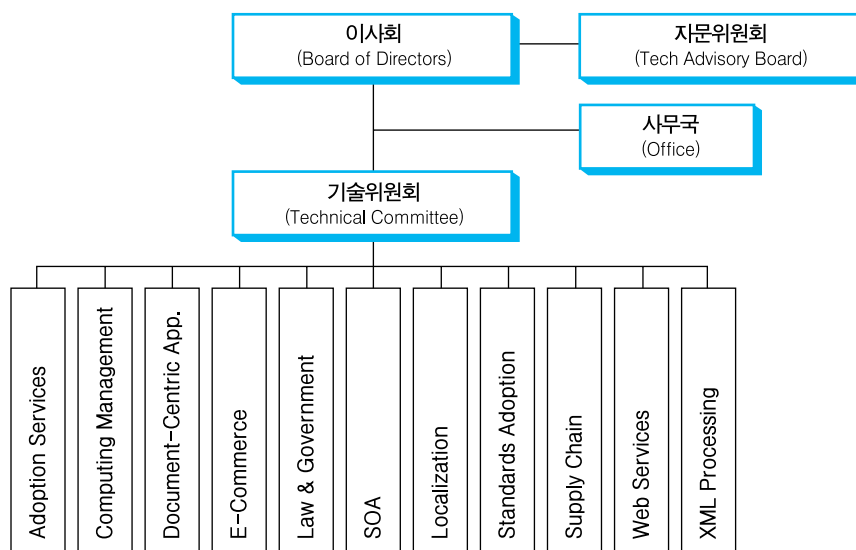 이사회
(Board of Directors)
지문위원회
(Tech Advisory Board)
사무국
(Office)
기술위원회
(Technical Committee)
Adoption Services
Computing Management
Document-Centric App.
E-Commerce
Law & Government
SOA
Localization
Standards Adoption
Supply Chain
Web Services
XML Processing